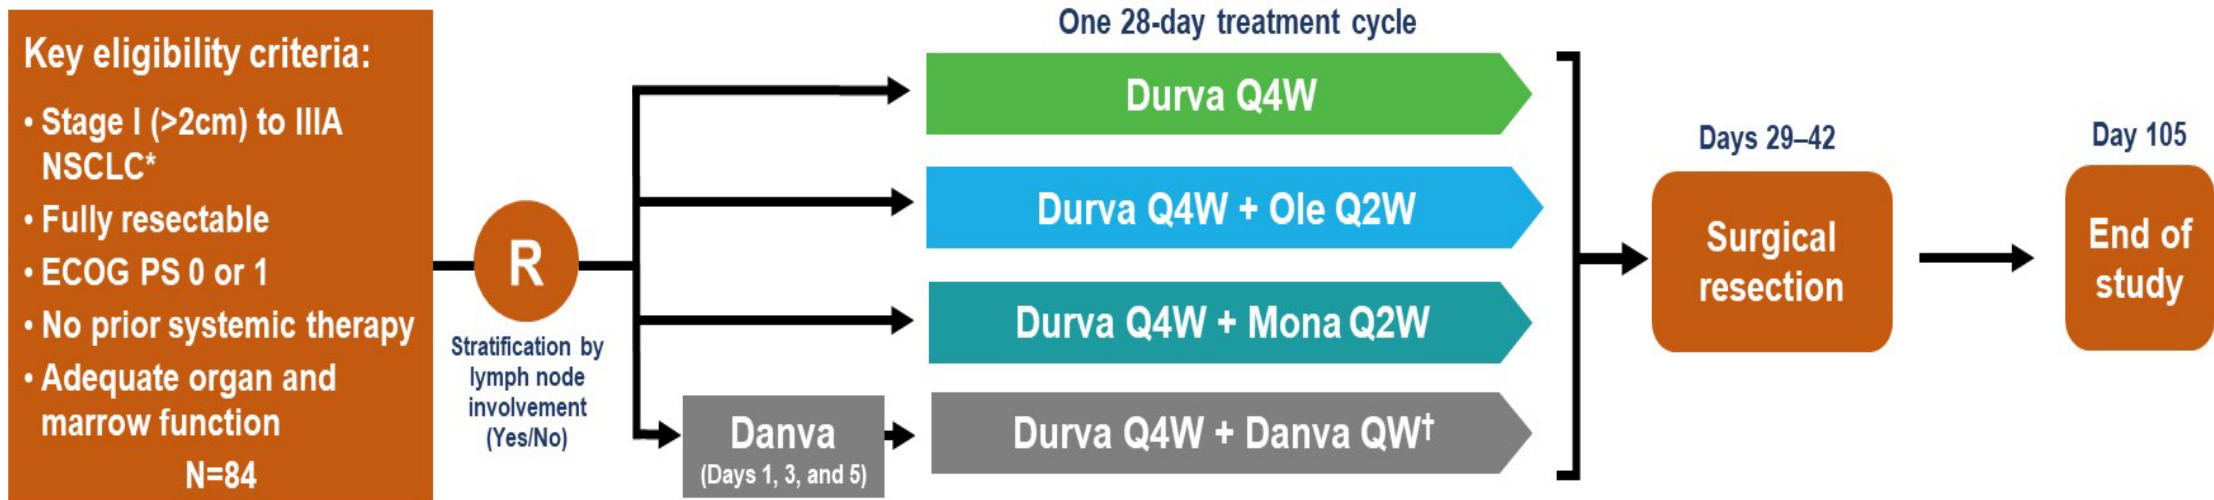 Key eligibility criteria:
• Stage I (>2cm) to IIIA
NSCLC*
• Fully resectable
• ECOG PS 0 or 1
• No prior systemic therapy
• Adequate organ and
marrow function
N=84
R
Stratification by
lymph node
involvement
(Yes/No)
One 28-day treatment cycle
Durva Q4W
Durva Q4W + Ole Q2W
Durva Q4W + Mona Q2W
Danva
(Days 1, 3, and 5)
Durva Q4W + Danva QW†
Days 29–42
Surgical
resection
Day 105
End of
study